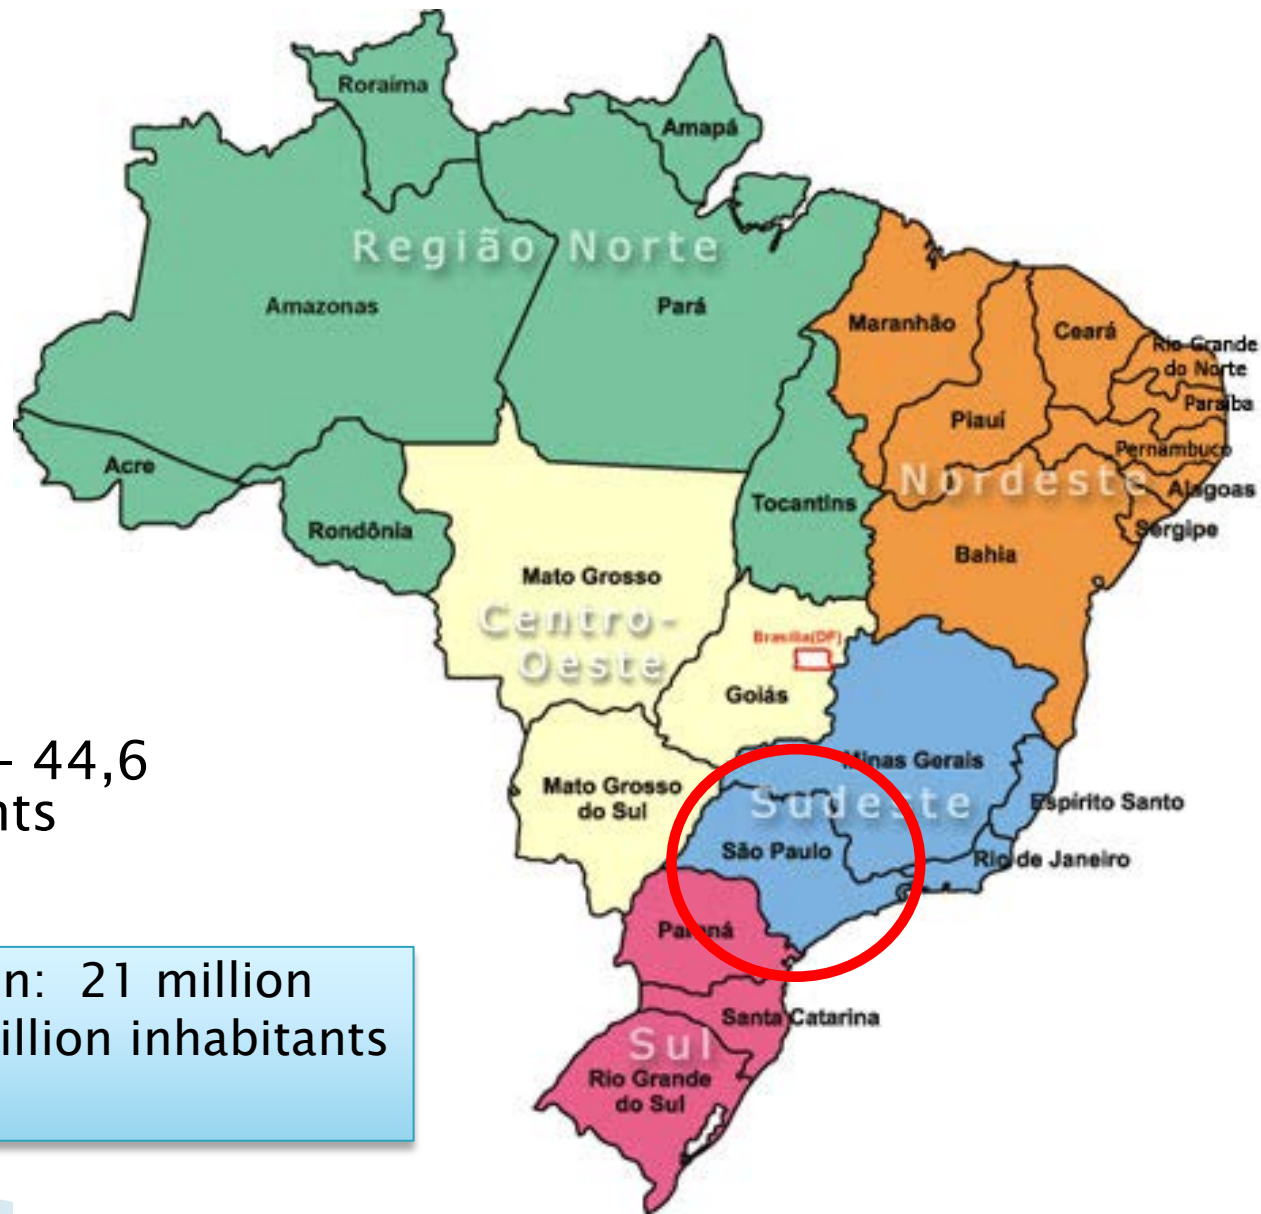 Roraima
Amapá
Região Norte
Amazonas
Pará
Maranhão
Ceará
Rio Grande
do Norte
Paraíba
Piauí
Pernambuco
Acre
Nordeste
Alagoas
Tocantins
Rondônia
Sergipe
Bahia
Mato Grosso
Centro-
Oeste
Brasília(DF)
Goiás
- 44,6
nts
Minas Gerais
Mato Grosso
do Sul
Sudeste
Espírito Santo
São Paulo
Rio de Janeiro
Paraná
n: 21 million
illion inhabitants
Santa Catarina
Sul
Rio Grande
do Sul